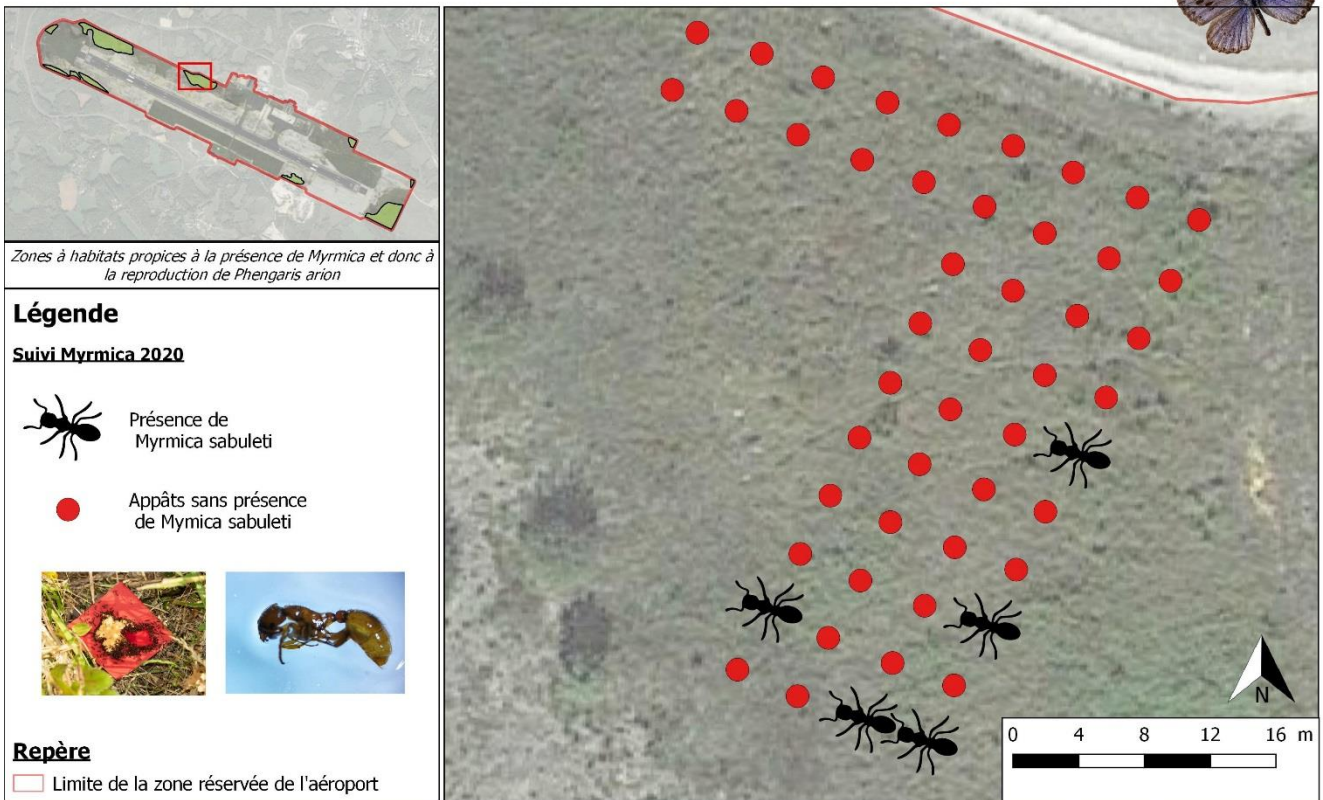 Zones à habitats propices à la présence de Myrmica et donc à
la reproduction de Phengaris arion
Légende
Suivi Myrmica 2020
Présence de
Myrmica sabuleti
Appâts sans présence
de Mymica sabuleti
Repère
Limite de la zone réservée de l'aéroport
N
0 4 8 12 16 m